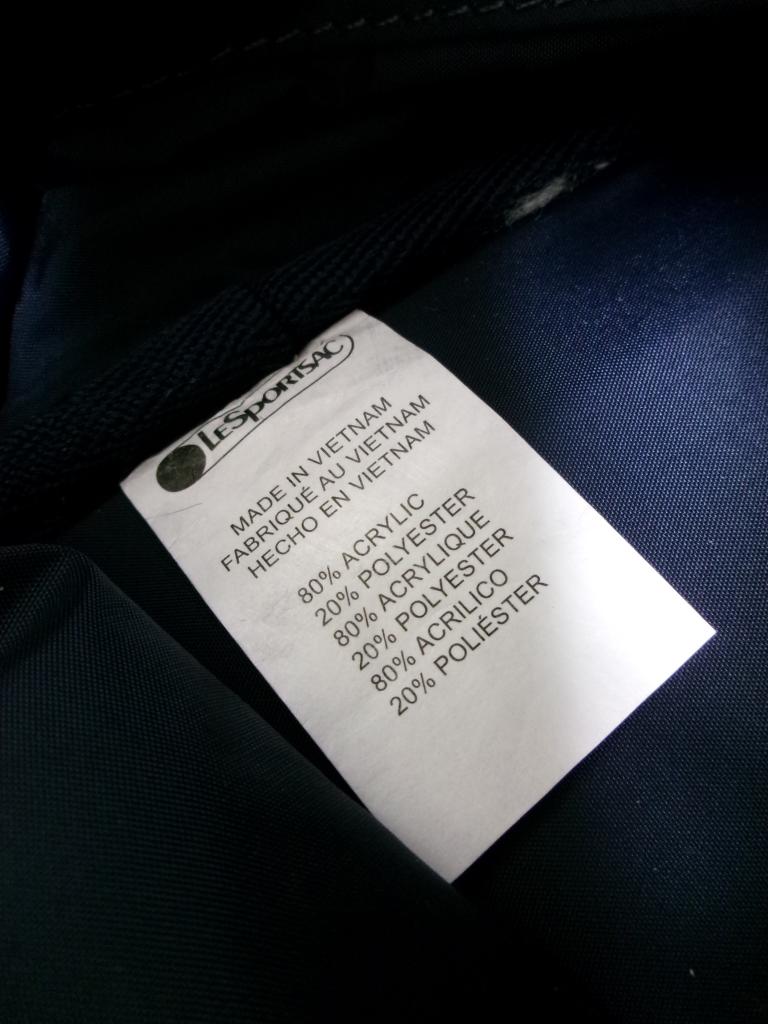 LeSportsac
MADE IN VIETNAM
FABRIQUÉ AU VIETNAM
HECHO EN VIETNAM
80% ACRYLIC
20% POLYESTER
80% ACRYLIQUE
20% POLYESTER
80% ACRILICO
20% POLIÉSTER